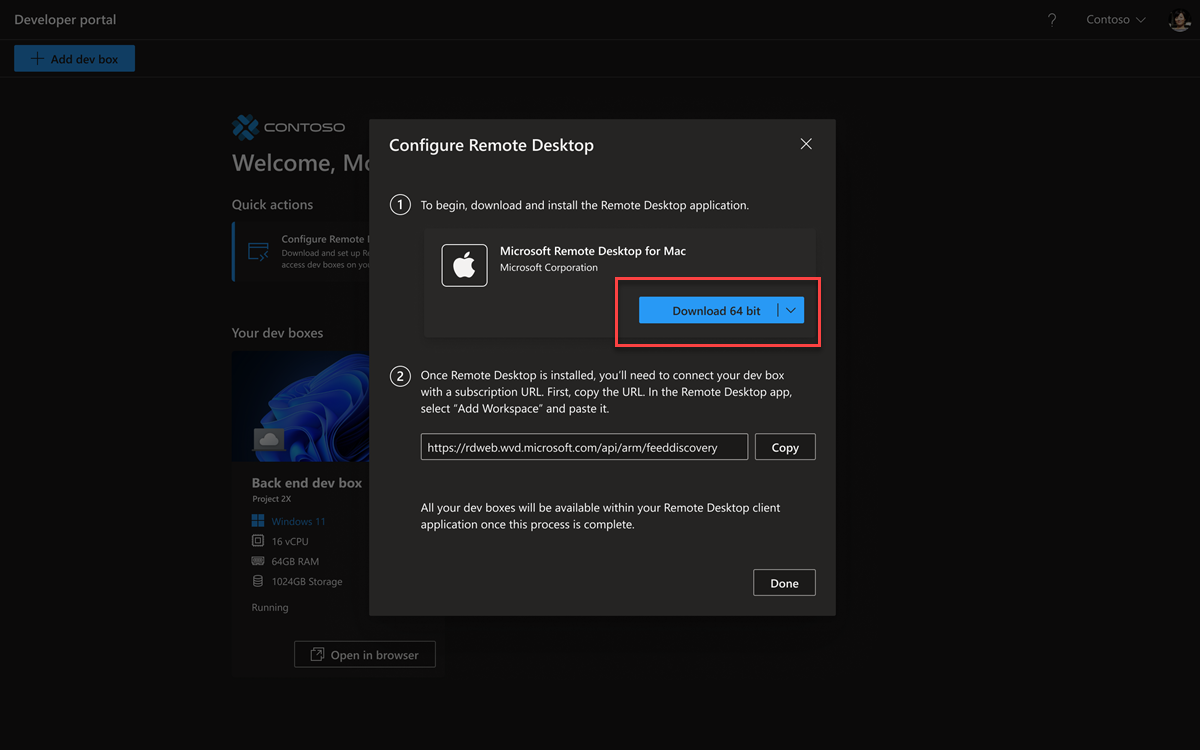 Developer portal
?
Contoso
Add dev box
CONTOSO
Welcome,
Quick actions
Configure Remote
Download and set up
access dev boxes on
Your dev boxes
Back end dev box
Project 2X
Windows 11
16 vCPU
64GB RAM
1024GB Storage
Running
Open in browser
Configure Remote Desktop
1
To begin, download and install the Remote Desktop application.
Microsoft Remote Desktop for Mac
Microsoft Corporation
Download 64 bit
2
Once Remote Desktop is installed, you'll need to connect your dev box
with a subscription URL. First, copy the URL. In the Remote Desktop app,
select "Add Workspace" and paste it.
https://rdweb.wvd.microsoft.com/api/arm/feeddiscovery
Copy
All your dev boxes will be available within your Remote Desktop client
application once this process is complete.
Done